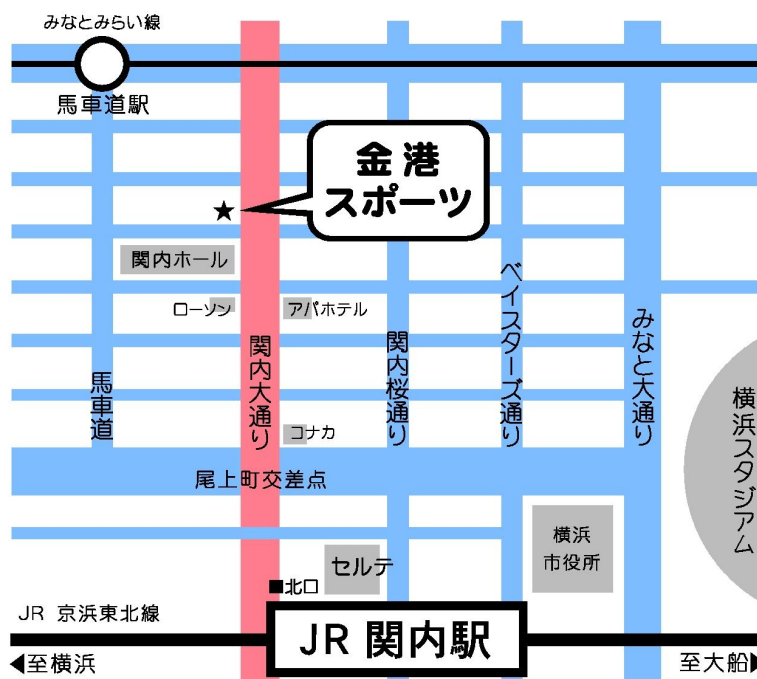 みなとみらい線
馬車道駅
金港
スポーツ
★
関内ホール
ローソン
アパホテル
馬車道
関内大通り
関内桜通り
ベイスターズ通り
みなと大通り
横浜スタジアム
コナカ
尾上町交差点
横浜
市役所
セルテ
■北口
JR 京浜東北線
JR 関内駅
◀至横浜
至大船▶